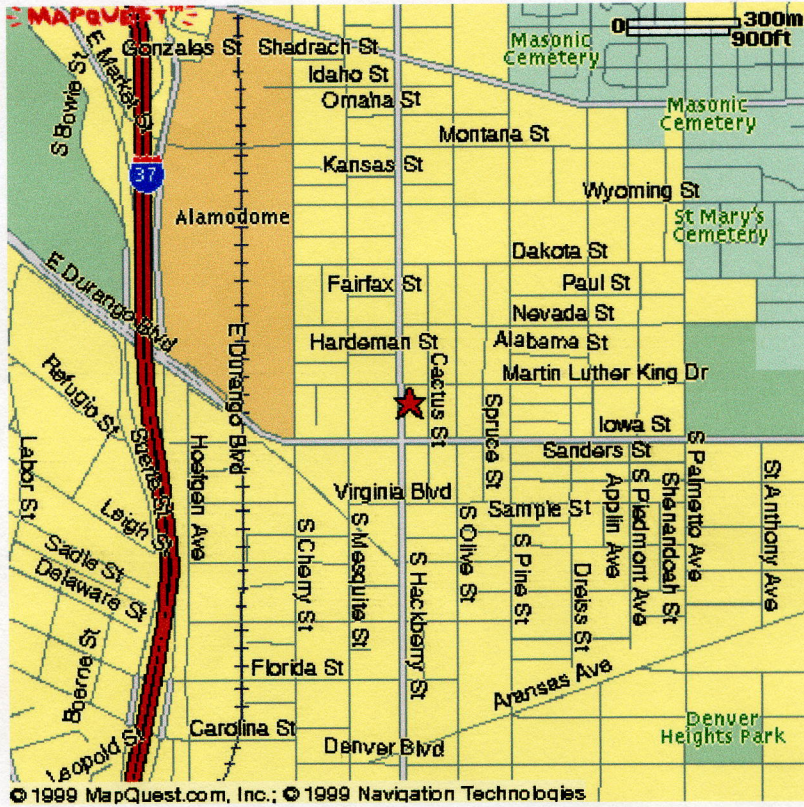 MAPQUEST™
0 300m
900ft
Gonzales St
Shadrach St
E Market St
S Bowie St
Idaho St
Omaha St
Masonic
Cemetery
Masonic
Cemetery
Montana St
Kansas St
37
Wyoming St
Alamodome
St Mary's
Cemetery
Dakota St
E Durango Blvd
Fairfax St
Paul St
Nevada St
Hardeman St
Alabama St
E Durango Blvd
Cactus St
Martin Luther King Dr
Refugio St
Spruce St
Iowa St
Labor St
Hoefgen Ave
Sanders St
S Palmetto Ave
Virginia Blvd
Sample St
Applin Ave
S Piedmont Ave
Shenandoah St
St Anthony Ave
Leigh St
S Cherry St
S Mesquite St
S Hackberry St
S Olive St
S Pine St
Dreiss St
Sadie St
Delaware St
Boerne St
Florida St
Aransas Ave
Carolina St
Denver Blvd
Denver
Heights Park
Leopold St
© 1999 MapQuest.com, Inc.; © 1999 Navigation Technologies